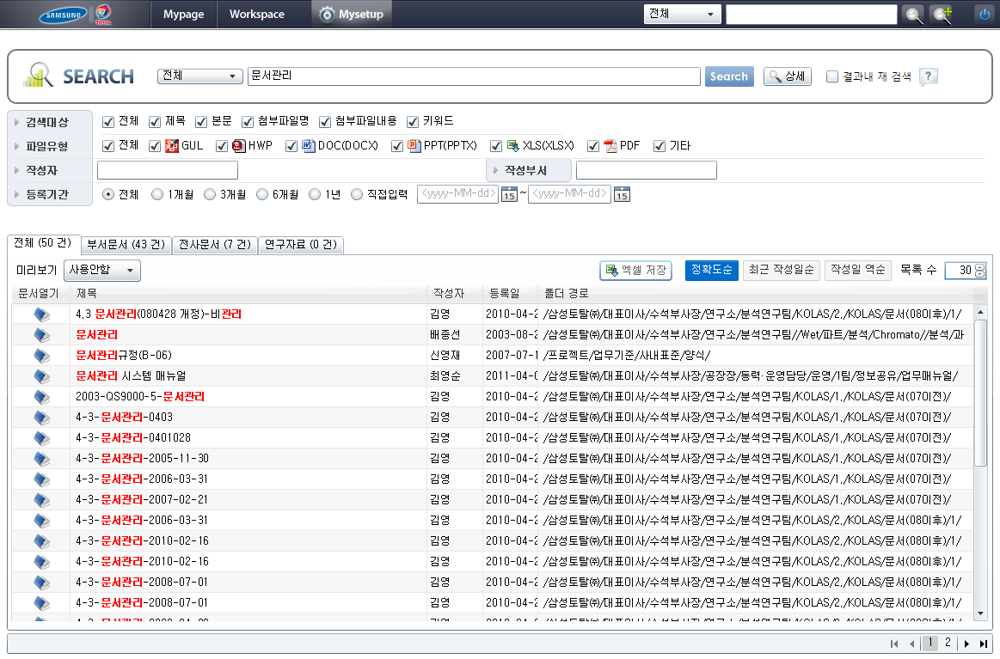 SAMSUNG TOTAL Mypage Workspace Mysetup 전체
SEARCH 전체 문서관리 Search 상세 결과내 재 검색 ?
검색대상 전체 제목 본문 첨부파일명 첨부파일내용 키워드
파일유형 전체 GUL HWP DOC(DOCX) PPT(PPTX) XLS(XLSX) PDF 기타
작성자 작성부서
등록기간 전체 1개월 3개월 6개월 1년 직접입력 <yyyy-MM-dd> 15 ~ <yyyy-MM-dd> 15
전체 (50 건) 부서문서 (43 건) 전사문서 (7 건) 연구자료 (0 건)
미리보기 사용안함 엑셀 저장 정확도순 최근 작성일순 작성일 역순 목록 수 30
문서열기 제목 작성자 등록일 폴더 경로
4.3 문서관리(080428 개정)-비관리 김영 2010-04-2 /삼성토탈㈜/대표이사/수석부사장/연구소/분석연구팀/KOLAS/2./KOLAS/문서(08이후)/1/
문서관리 배종선 2003-08-2 /삼성토탈㈜/대표이사/수석부사장/연구소/분석연구팀//Wet/파트/분석/Chromato//분석/과
문서관리규정(B-06) 신영재 2007-07-1 /프로젝트/업무기준/사내표준/양식/
문서관리 시스템 매뉴얼 최영순 2011-04-0 /삼성토탈㈜/대표이사/수석부사장/공장장/동력·운영담당/운영/1팀/정보공유/업무매뉴얼/
2003-QS9000-5-문서관리 김영 2010-04-2 /삼성토탈㈜/대표이사/수석부사장/연구소/분석연구팀/KOLAS/1./KOLAS/문서(07이전)/
4-3-문서관리-0403 김영 2010-04-2 /삼성토탈㈜/대표이사/수석부사장/연구소/분석연구팀/KOLAS/1./KOLAS/문서(07이전)/
4-3-문서관리-0401028 김영 2010-04-2 /삼성토탈㈜/대표이사/수석부사장/연구소/분석연구팀/KOLAS/1./KOLAS/문서(07이전)/
4-3-문서관리-2005-11-30 김영 2010-04-2 /삼성토탈㈜/대표이사/수석부사장/연구소/분석연구팀/KOLAS/1./KOLAS/문서(07이전)/
4-3-문서관리-2006-03-31 김영 2010-04-2 /삼성토탈㈜/대표이사/수석부사장/연구소/분석연구팀/KOLAS/1./KOLAS/문서(07이전)/
4-3-문서관리-2007-02-21 김영 2010-04-2 /삼성토탈㈜/대표이사/수석부사장/연구소/분석연구팀/KOLAS/1./KOLAS/문서(07이전)/
4-3-문서관리-2006-03-31 김영 2010-04-2 /삼성토탈㈜/대표이사/수석부사장/연구소/분석연구팀/KOLAS/2./KOLAS/문서(08이후)/1/
4-3-문서관리-2010-02-16 김영 2010-04-2 /삼성토탈㈜/대표이사/수석부사장/연구소/분석연구팀/KOLAS/2./KOLAS/문서(08이후)/1/
4-3-문서관리-2010-02-16 김영 2010-04-2 /삼성토탈㈜/대표이사/수석부사장/연구소/분석연구팀/KOLAS/2./KOLAS/문서(08이후)/1/
4-3-문서관리-2008-07-01 김영 2010-04-2 /삼성토탈㈜/대표이사/수석부사장/연구소/분석연구팀/KOLAS/2./KOLAS/문서(08이후)/1/
4-3-문서관리-2008-07-01 김영 2010-04-2 /삼성토탈㈜/대표이사/수석부사장/연구소/분석연구팀/KOLAS/2./KOLAS/문서(08이후)/1/
1 2